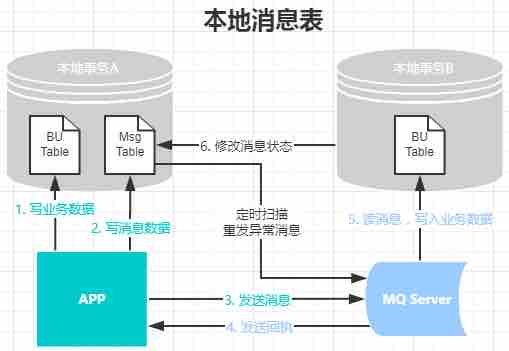 本地消息表
本地事务A
本地事务B
BU
Table
Msg
Table
BU
Table
6. 修改消息状态
1. 写业务数据
2. 写消息数据
定时扫描
重发异常消息
5. 读消息，写入业务数据
APP
3. 发送消息
MQ Server
4. 发送回执